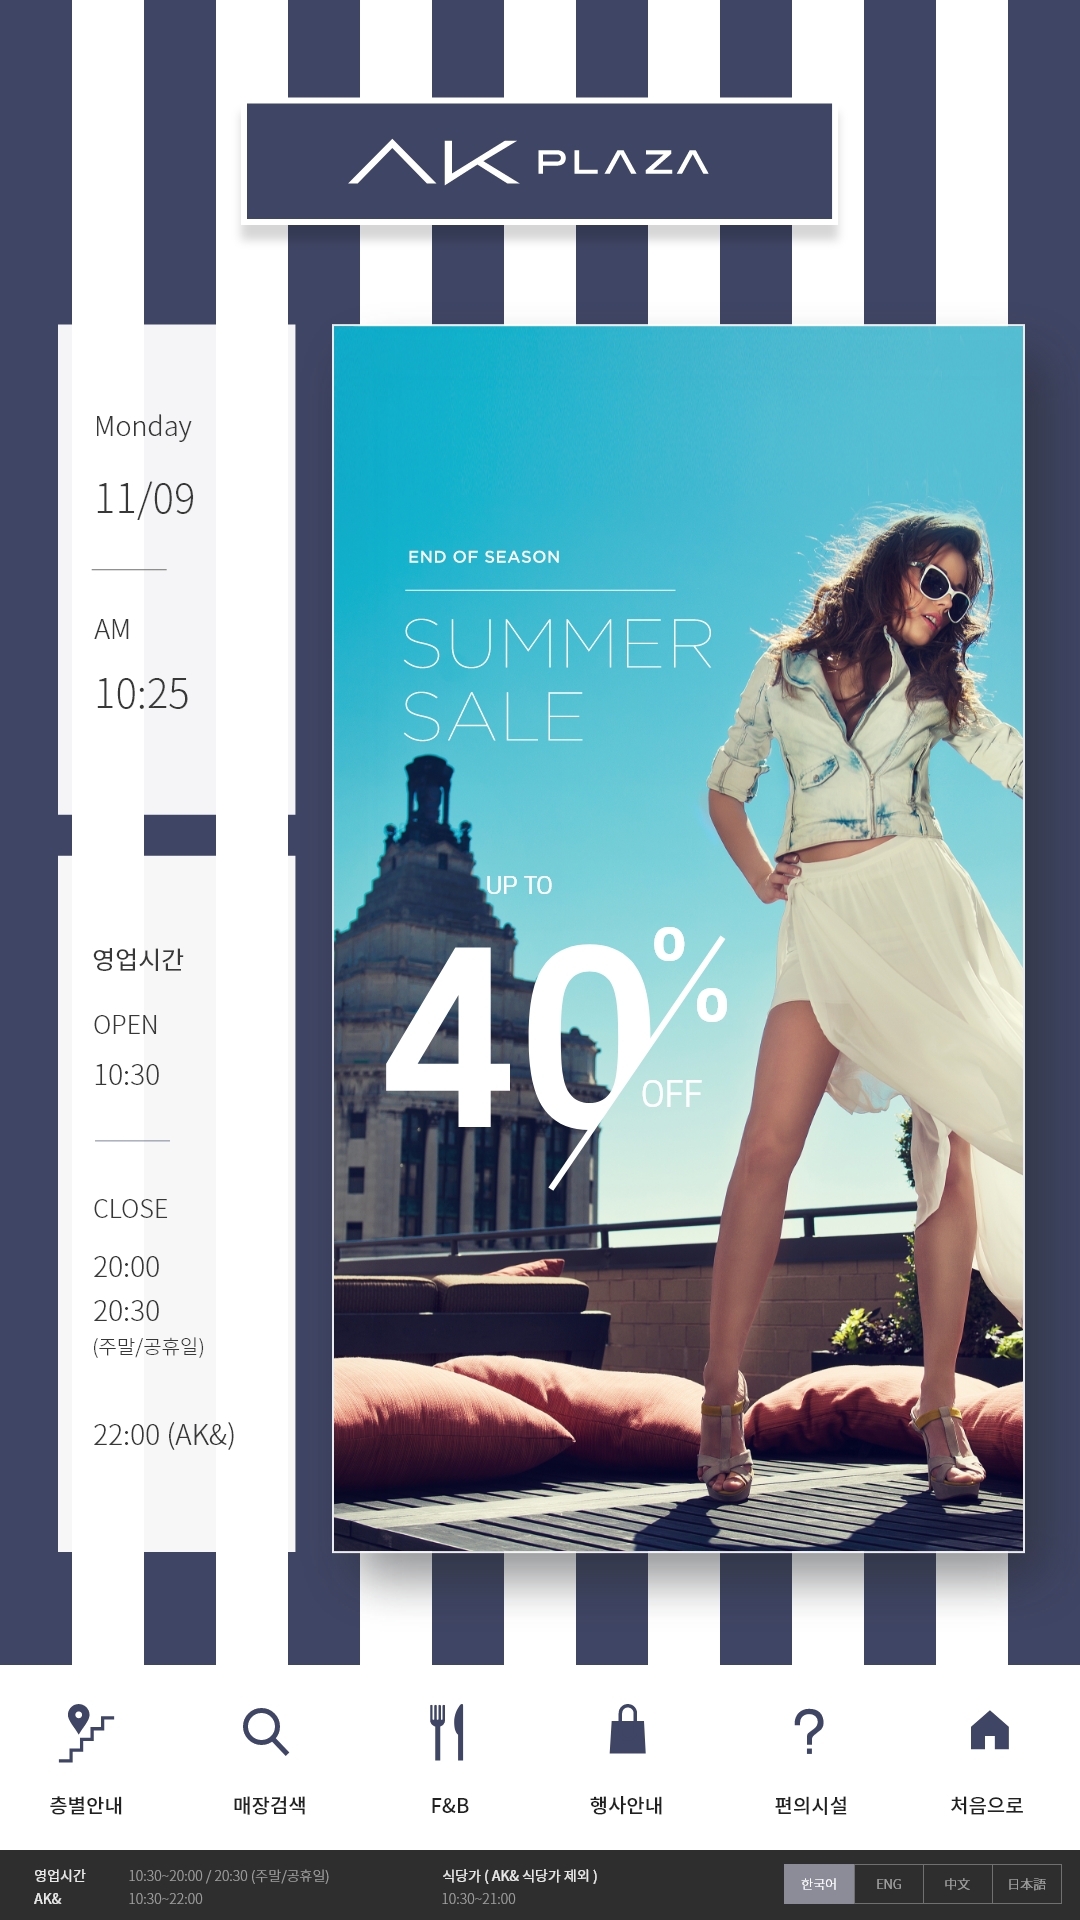 AK PLAZA
Monday
11/09
AM
10:25
영업시간
OPEN
10:30
CLOSE
20:00
20:30
(주말/공휴일)
22:00 (AK&)
END OF SEASON
SUMMER
SALE
UP TO
40%
OFF
층별안내
매장검색
F&B
행사안내
편의시설
처음으로
영업시간 10:30~20:00 / 20:30 (주말/공휴일)
AK& 10:30~22:00
식당가 ( AK& 식당가 제외 )
10:30~21:00
한국어 ENG 中文 日本語